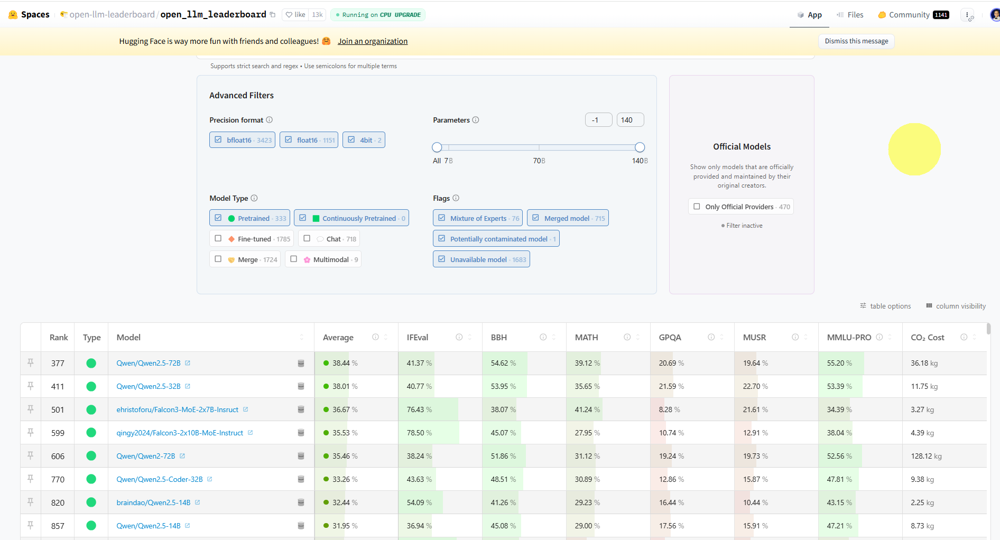 Spaces open-llm-leaderboard/open_llm_leaderboard like 13k Running on CPU UPGRADE App Files Community 1141
Hugging Face is way more fun with friends and colleagues! 🤗 Join an organization Dismiss this message
Supports strict search and regex • Use semicolons for multiple terms
Advanced Filters
Precision format
bfloat16 • 3423 float16 • 1151 4bit • 2
Parameters -1 140
All 7B 70B 140B
Model Type
Pretrained • 333 Continuously Pretrained • 0
Fine-tuned • 1785 Chat • 718
Merge • 1724 Multimodal • 9
Flags
Mixture of Experts • 76 Merged model • 715
Potentially contaminated model • 1
Unavailable model • 1683
Official Models
Show only models that are officially
provided and maintained by their
original creators.
Only Official Providers • 470
Filter inactive
table options column visibility
Rank Type Model Average IFEval BBH MATH GPQA MUSR MMLU-PRO CO₂ Cost
377 Qwen/Qwen2.5-72B 38.44 % 41.37 % 54.62 % 39.12 % 20.69 % 19.64 % 55.20 % 36.18 kg
411 Qwen/Qwen2.5-32B 38.01 % 40.77 % 53.95 % 35.65 % 21.59 % 22.70 % 53.39 % 11.75 kg
501 ehristoforu/Falcon3-MoE-2x7B-Insruct 36.67 % 76.43 % 38.07 % 41.24 % 8.28 % 21.61 % 34.39 % 3.27 kg
599 qingy2024/Falcon3-2x10B-MoE-Instruct 35.53 % 78.50 % 45.07 % 27.95 % 10.74 % 12.91 % 38.04 % 4.39 kg
606 Qwen/Qwen2-72B 35.46 % 38.24 % 51.86 % 31.12 % 19.24 % 19.73 % 52.56 % 128.12 kg
770 Qwen/Qwen2.5-Coder-32B 33.26 % 43.63 % 48.51 % 30.89 % 12.86 % 15.87 % 47.81 % 9.38 kg
820 braindao/Qwen2.5-14B 32.44 % 54.09 % 41.26 % 29.23 % 16.44 % 10.44 % 43.15 % 2.25 kg
857 Qwen/Qwen2.5-14B 31.95 % 36.94 % 45.08 % 29.00 % 17.56 % 15.91 % 47.21 % 8.73 kg